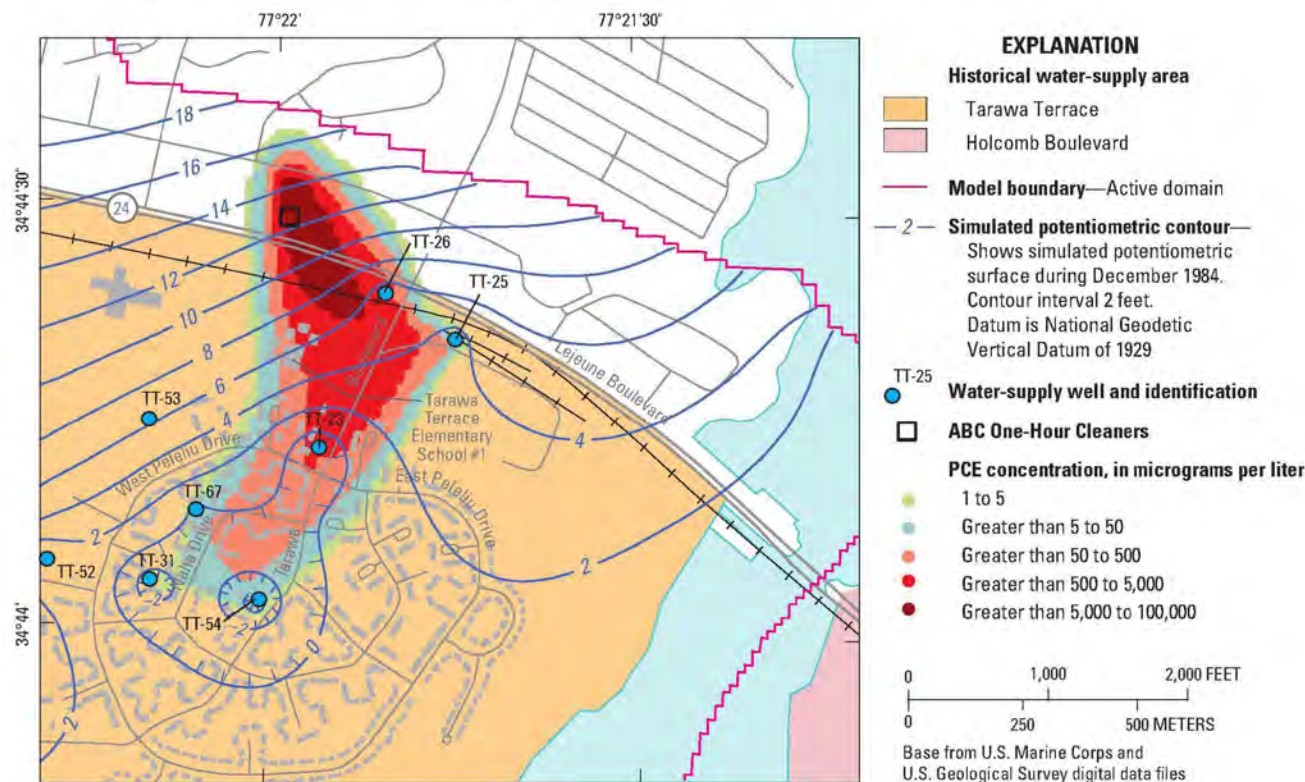 77°22'
77°21'30"
34°44'30"
34°44'
18
16
14
12
10
8
6
4
2
24
TT-26
TT-25
TT-53
TT-23
TT-67
TT-31
TT-52
TT-54
Lejeune Boulevard
Tarawa
Terrace
Elementary
School #1
West Peleliu Drive
East Peleliu Drive
Tarawa
4
2
0
-2
-2
2
EXPLANATION
Historical water-supply area
Tarawa Terrace
Holcomb Boulevard
Model boundary—Active domain
2 Simulated potentiometric contour—
Shows simulated potentiometric
surface during December 1984.
Contour interval 2 feet.
Datum is National Geodetic
Vertical Datum of 1929
TT-25
Water-supply well and identification
ABC One-Hour Cleaners
PCE concentration, in micrograms per liter
1 to 5
Greater than 5 to 50
Greater than 50 to 500
Greater than 500 to 5,000
Greater than 5,000 to 100,000
0 1,000 2,000 FEET
0 250 500 METERS
Base from U.S. Marine Corps and
U.S. Geological Survey digital data files